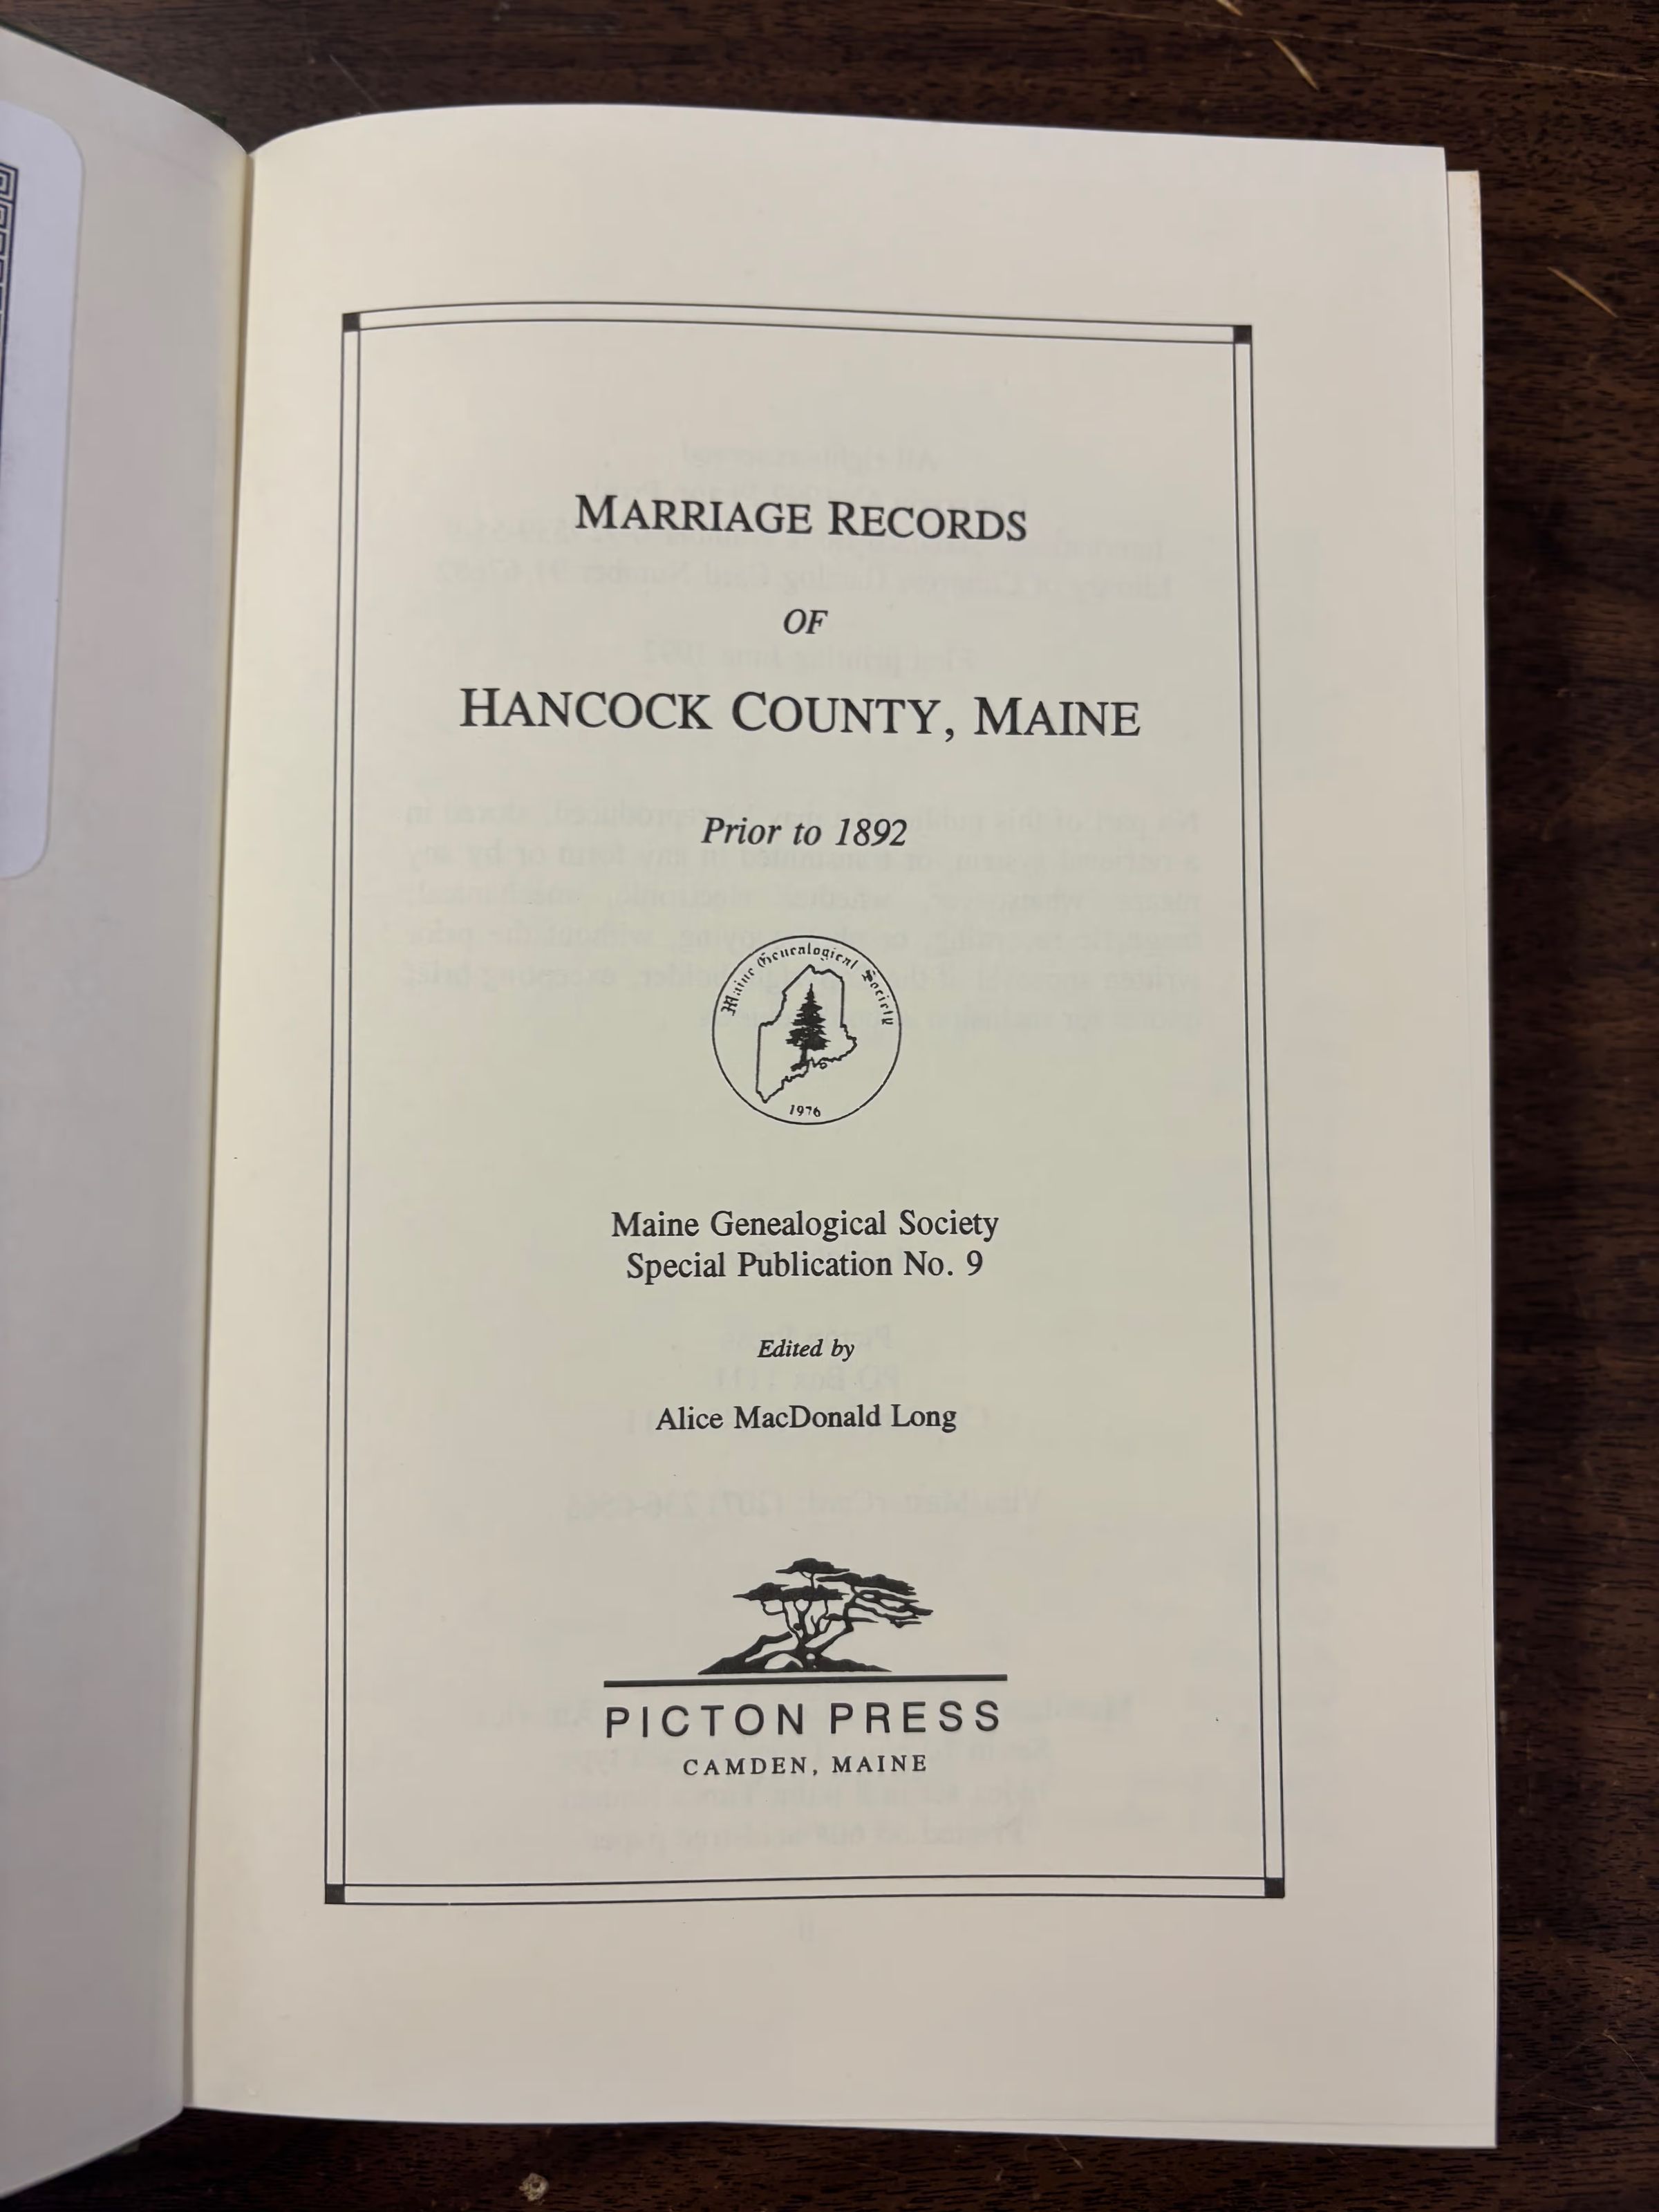 MARRIAGE RECORDS
OF
HANCOCK COUNTY, MAINE
Prior to 1892
Maine Genealogical Society
1976
Maine Genealogical Society
Special Publication No. 9
Edited by
Alice MacDonald Long
PICTON PRESS
CAMDEN, MAINE